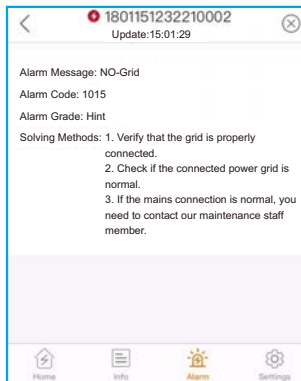 1801151232210002
Update:15:01:29
Alarm Message: NO-Grid
Alarm Code: 1015
Alarm Grade: Hint
Solving Methods: 1. Verify that the grid is properly
connected.
2. Check if the connected power grid is
normal.
3. If the mains connection is normal, you
need to contact our maintenance staff
member.
Home Info Alarm Settings